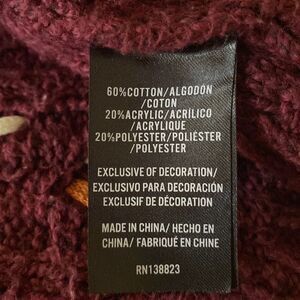 60%COTTON/ALGODÓN
/COTON
20%ACRYLIC/ACRÍLICO
/ACRYLIQUE
20%POLYESTER/POLIÉSTER
/POLYESTER
EXCLUSIVE OF DECORATION/
EXCLUSIVO PARA DECORACIÓN
EXCLUSIF DE DÉCORATION
MADE IN CHINA/ HECHO EN
CHINA/ FABRIQUÉ EN CHINE
RN138823